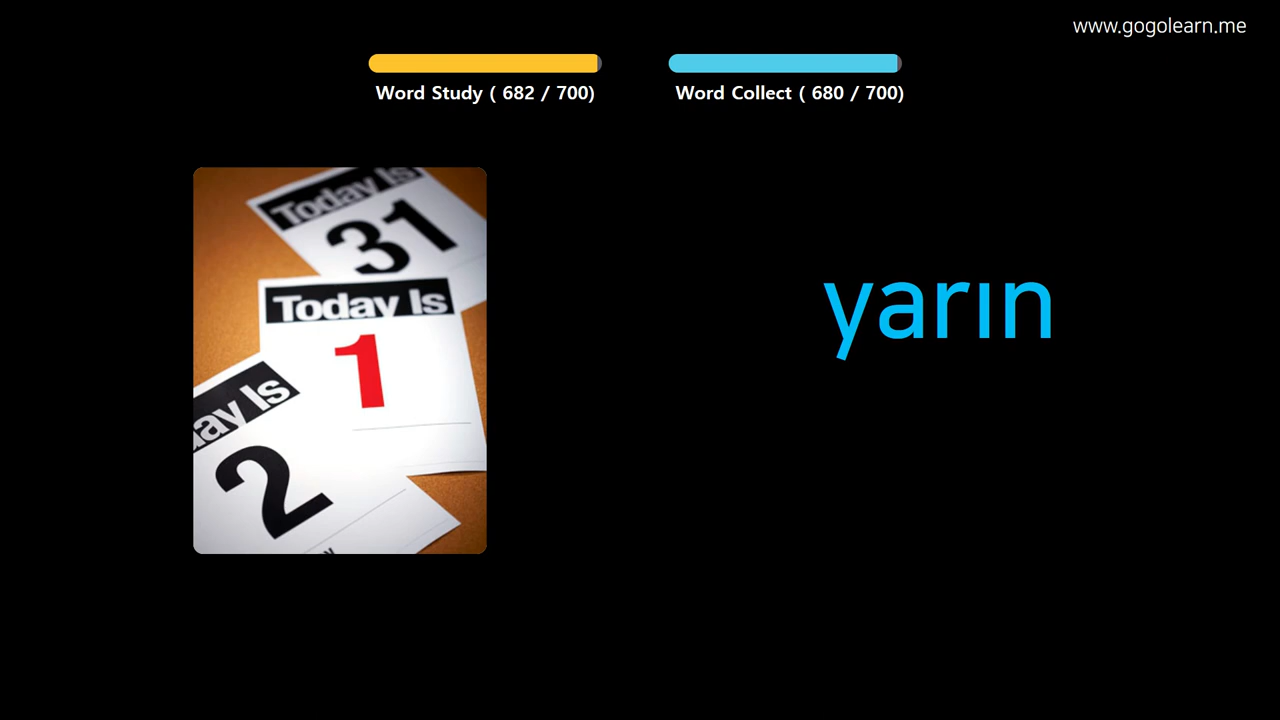 www.gogolearn.me
Word Study ( 682 / 700)
Word Collect ( 680 / 700)
Today Is
31
Today Is
1
ay Is
2
yarın